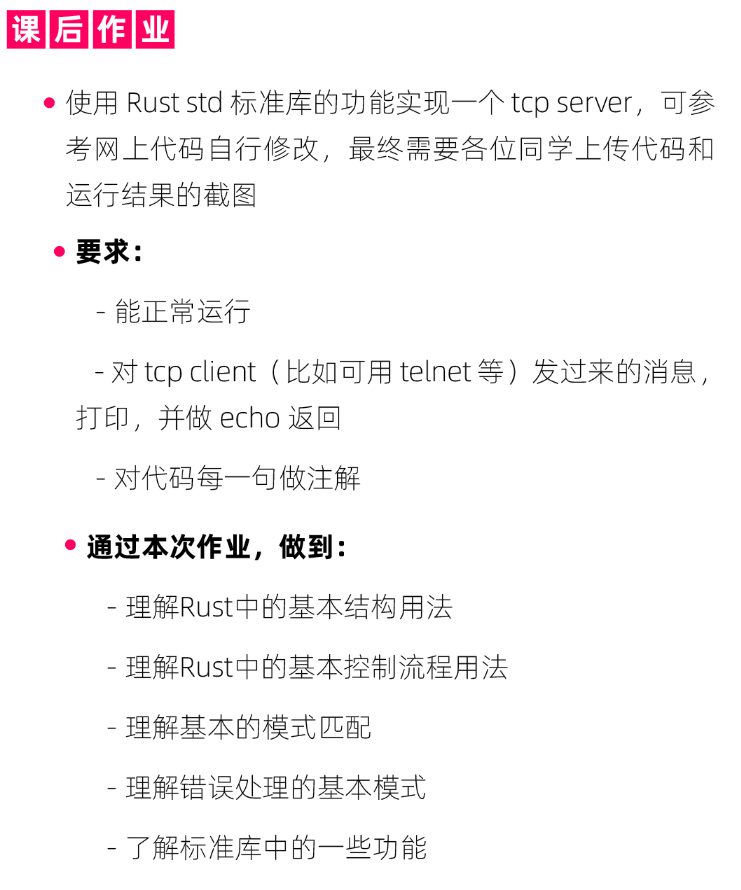 课后作业
使用 Rust std 标准库的功能实现一个 tcp server，可参
考网上代码自行修改，最终需要各位同学上传代码和
运行结果的截图
要求：
- 能正常运行
- 对 tcp client（比如可用 telnet 等）发过来的消息，
打印，并做 echo 返回
- 对代码每一句做注解
通过本次作业，做到：
- 理解Rust中的基本结构用法
- 理解Rust中的基本控制流程用法
- 理解基本的模式匹配
- 理解错误处理的基本模式
- 了解标准库中的一些功能